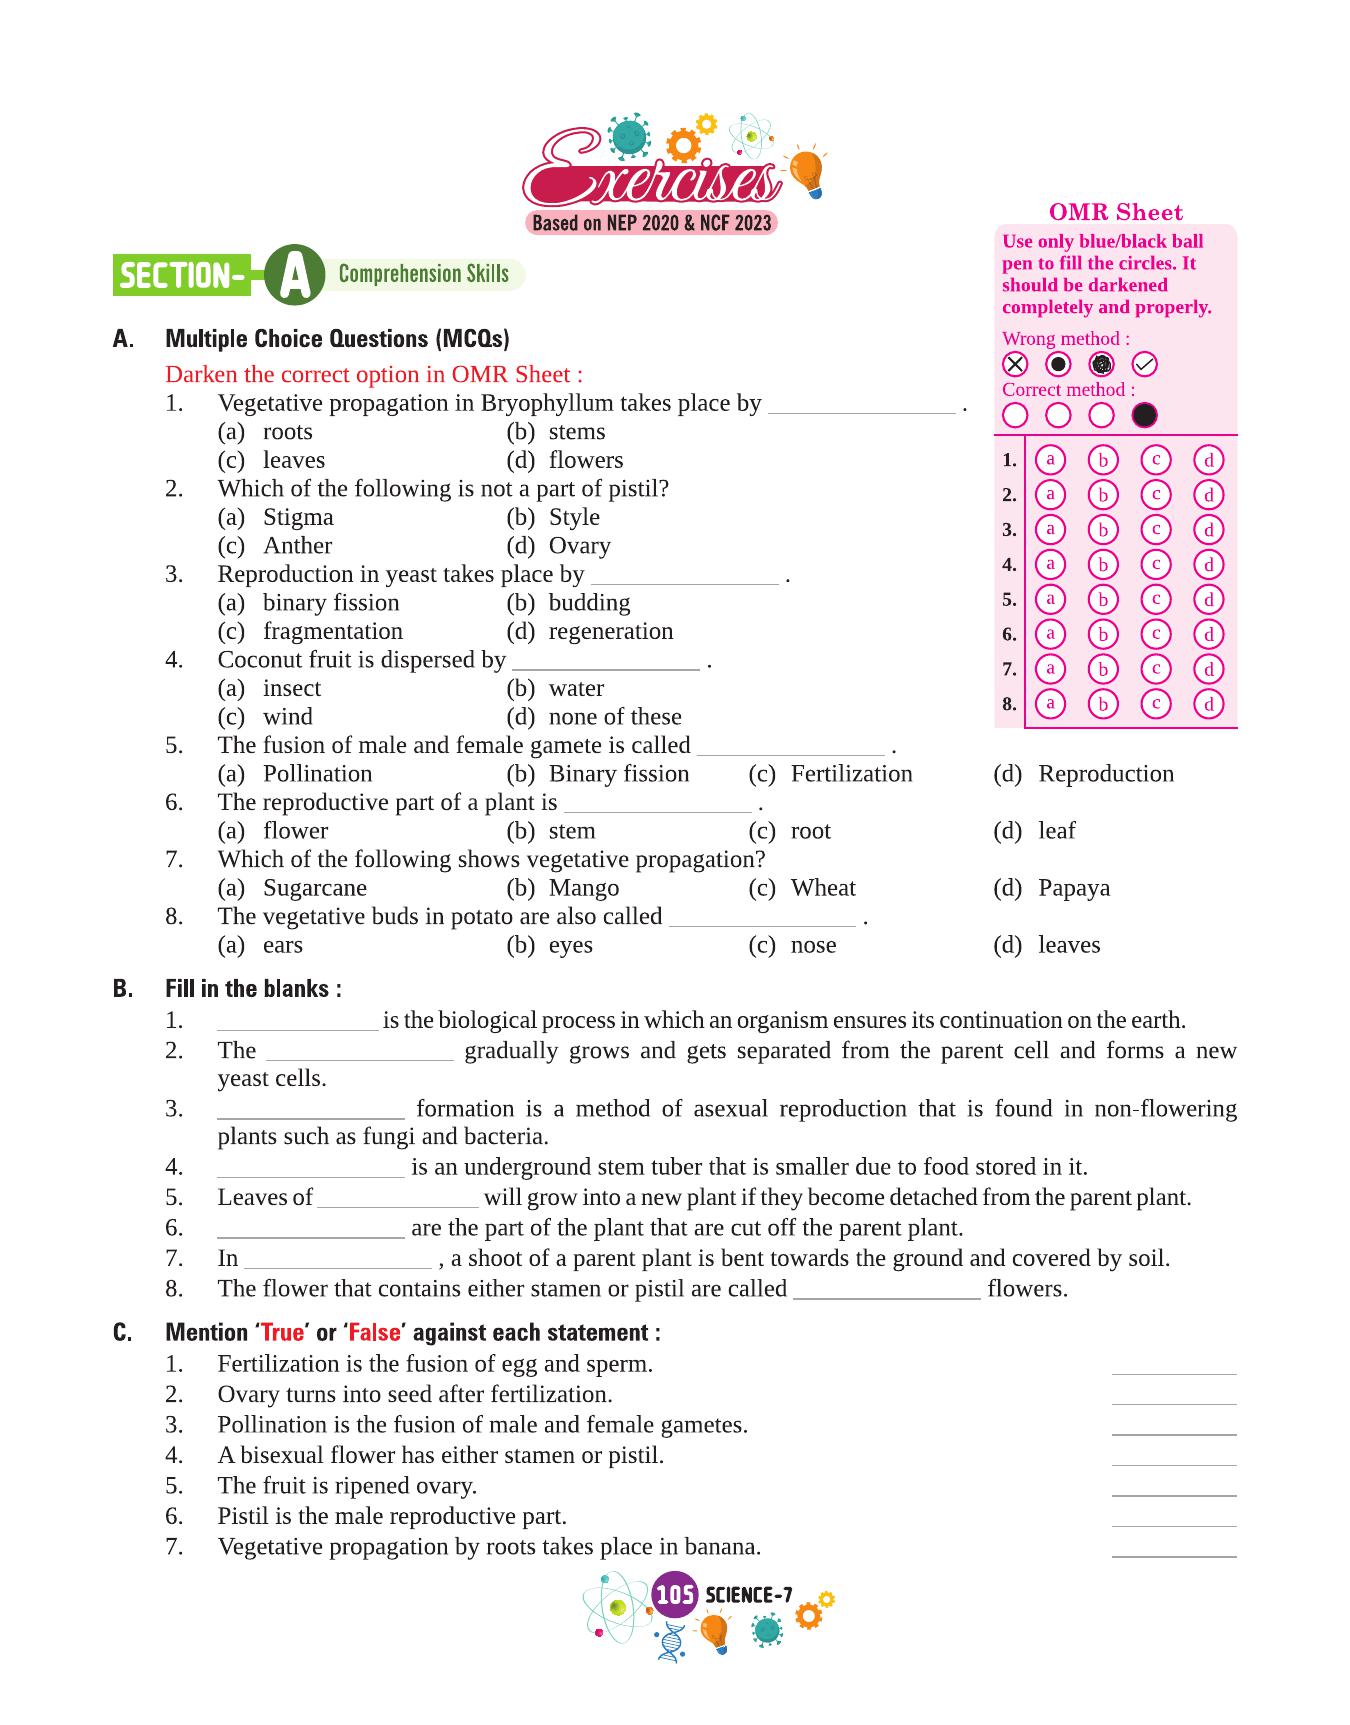 Exercises
Based on NEP 2020 & NCF 2023
SECTION- A Comprehension Skills
OMR Sheet
Use only blue/black ball
pen to fill the circles. It
should be darkened
completely and properly.
Wrong method :
Correct method :
1. a b c d
2. a b c d
3. a b c d
4. a b c d
5. a b c d
6. a b c d
7. a b c d
8. a b c d
A. Multiple Choice Questions (MCQs)
Darken the correct option in OMR Sheet :
1. Vegetative propagation in Bryophyllum takes place by _______________ .
(a) roots (b) stems
(c) leaves (d) flowers
2. Which of the following is not a part of pistil?
(a) Stigma (b) Style
(c) Anther (d) Ovary
3. Reproduction in yeast takes place by _______________ .
(a) binary fission (b) budding
(c) fragmentation (d) regeneration
4. Coconut fruit is dispersed by _______________ .
(a) insect (b) water
(c) wind (d) none of these
5. The fusion of male and female gamete is called _______________ .
(a) Pollination (b) Binary fission (c) Fertilization (d) Reproduction
6. The reproductive part of a plant is _______________ .
(a) flower (b) stem (c) root (d) leaf
7. Which of the following shows vegetative propagation?
(a) Sugarcane (b) Mango (c) Wheat (d) Papaya
8. The vegetative buds in potato are also called _______________ .
(a) ears (b) eyes (c) nose (d) leaves
B. Fill in the blanks :
1. _____________ is the biological process in which an organism ensures its continuation on the earth.
2. The _______________ gradually grows and gets separated from the parent cell and forms a new
yeast cells.
3. _______________ formation is a method of asexual reproduction that is found in non-flowering
plants such as fungi and bacteria.
4. _______________ is an underground stem tuber that is smaller due to food stored in it.
5. Leaves of _____________ will grow into a new plant if they become detached from the parent plant.
6. _______________ are the part of the plant that are cut off the parent plant.
7. In _______________ , a shoot of a parent plant is bent towards the ground and covered by soil.
8. The flower that contains either stamen or pistil are called _______________ flowers.
C. Mention ‘True’ or ‘False’ against each statement :
1. Fertilization is the fusion of egg and sperm. __________
2. Ovary turns into seed after fertilization. __________
3. Pollination is the fusion of male and female gametes. __________
4. A bisexual flower has either stamen or pistil. __________
5. The fruit is ripened ovary. __________
6. Pistil is the male reproductive part. __________
7. Vegetative propagation by roots takes place in banana. __________
105 SCIENCE-7